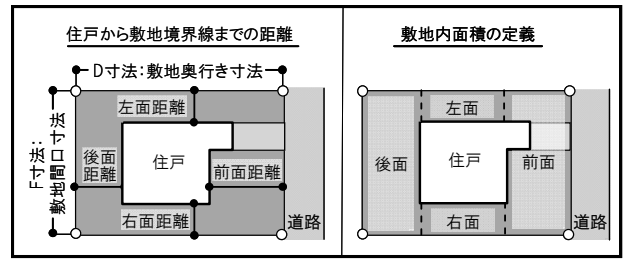 住戸から敷地境界線までの距離
D寸法:敷地奥行き寸法
F寸法:
敷地間口寸法
左面距離
後面
距離
住戸
前面距離
右面距離
道路
敷地内面積の定義
左面
後面
住戸
前面
右面
道路